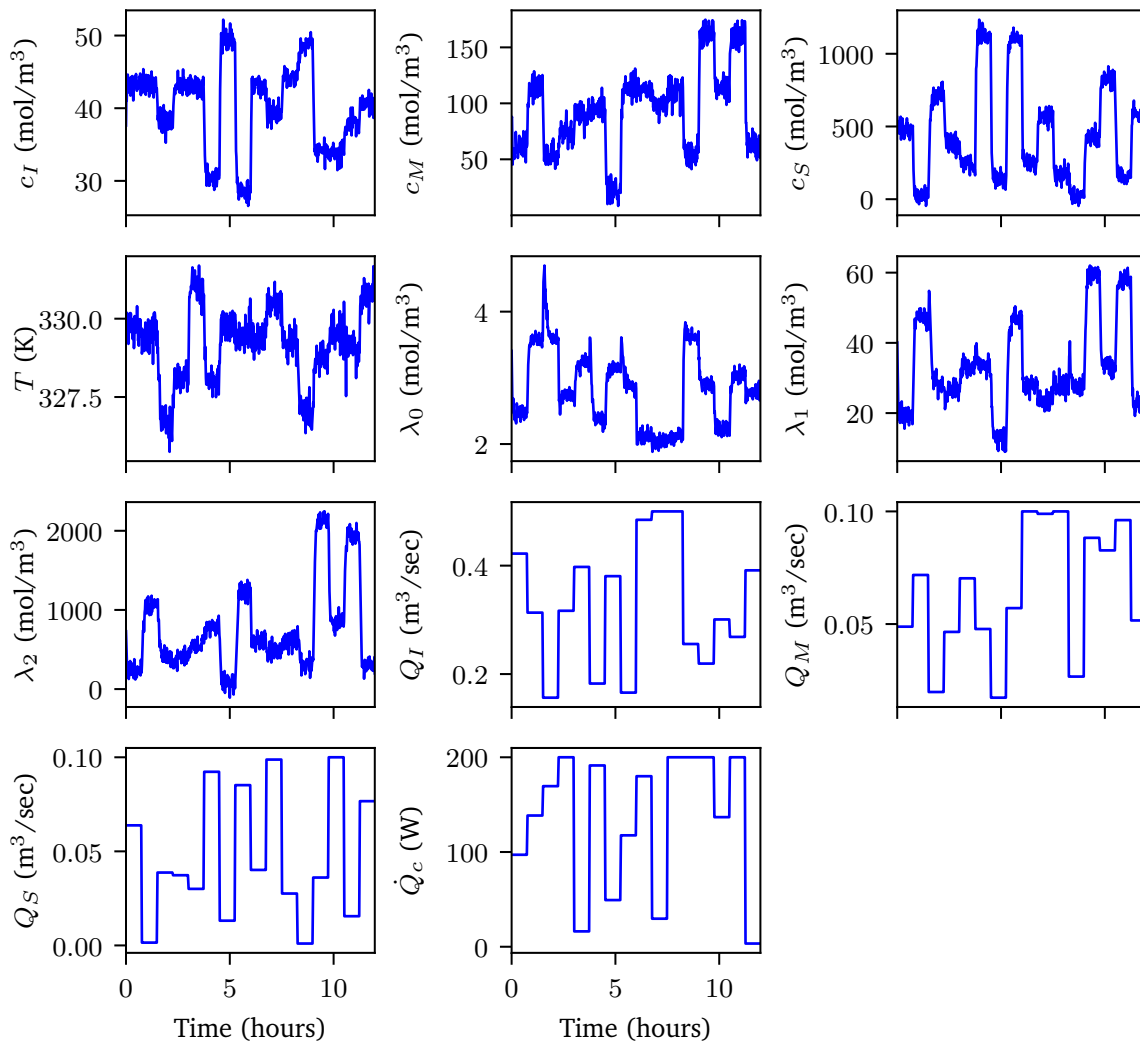 c_I (mol/m³)
50
40
30
c_M (mol/m³)
150
100
50
c_S (mol/m³)
1000
500
0
T (K)
330.0
327.5
λ_0 (mol/m³)
4
2
λ_1 (mol/m³)
60
40
20
λ_2 (mol/m³)
2000
1000
0
Q_I (m³/sec)
0.4
0.2
Q_M (m³/sec)
0.10
0.05
Q_S (m³/sec)
0.10
0.05
0.00
0 5 10
Time (hours)
Q̇_c (W)
200
100
0
0 5 10
Time (hours)